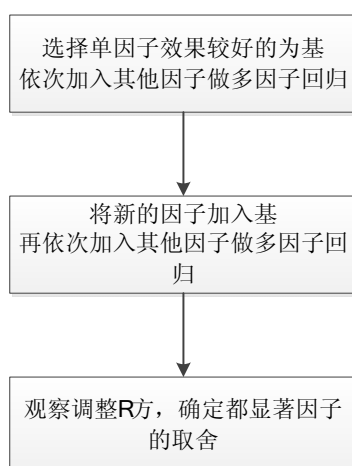 选择单因子效果较好的为基
依次加入其他因子做多因子回归
将新的因子加入基
再依次加入其他因子做多因子回
归
观察调整R方，确定都显著因子
的取舍